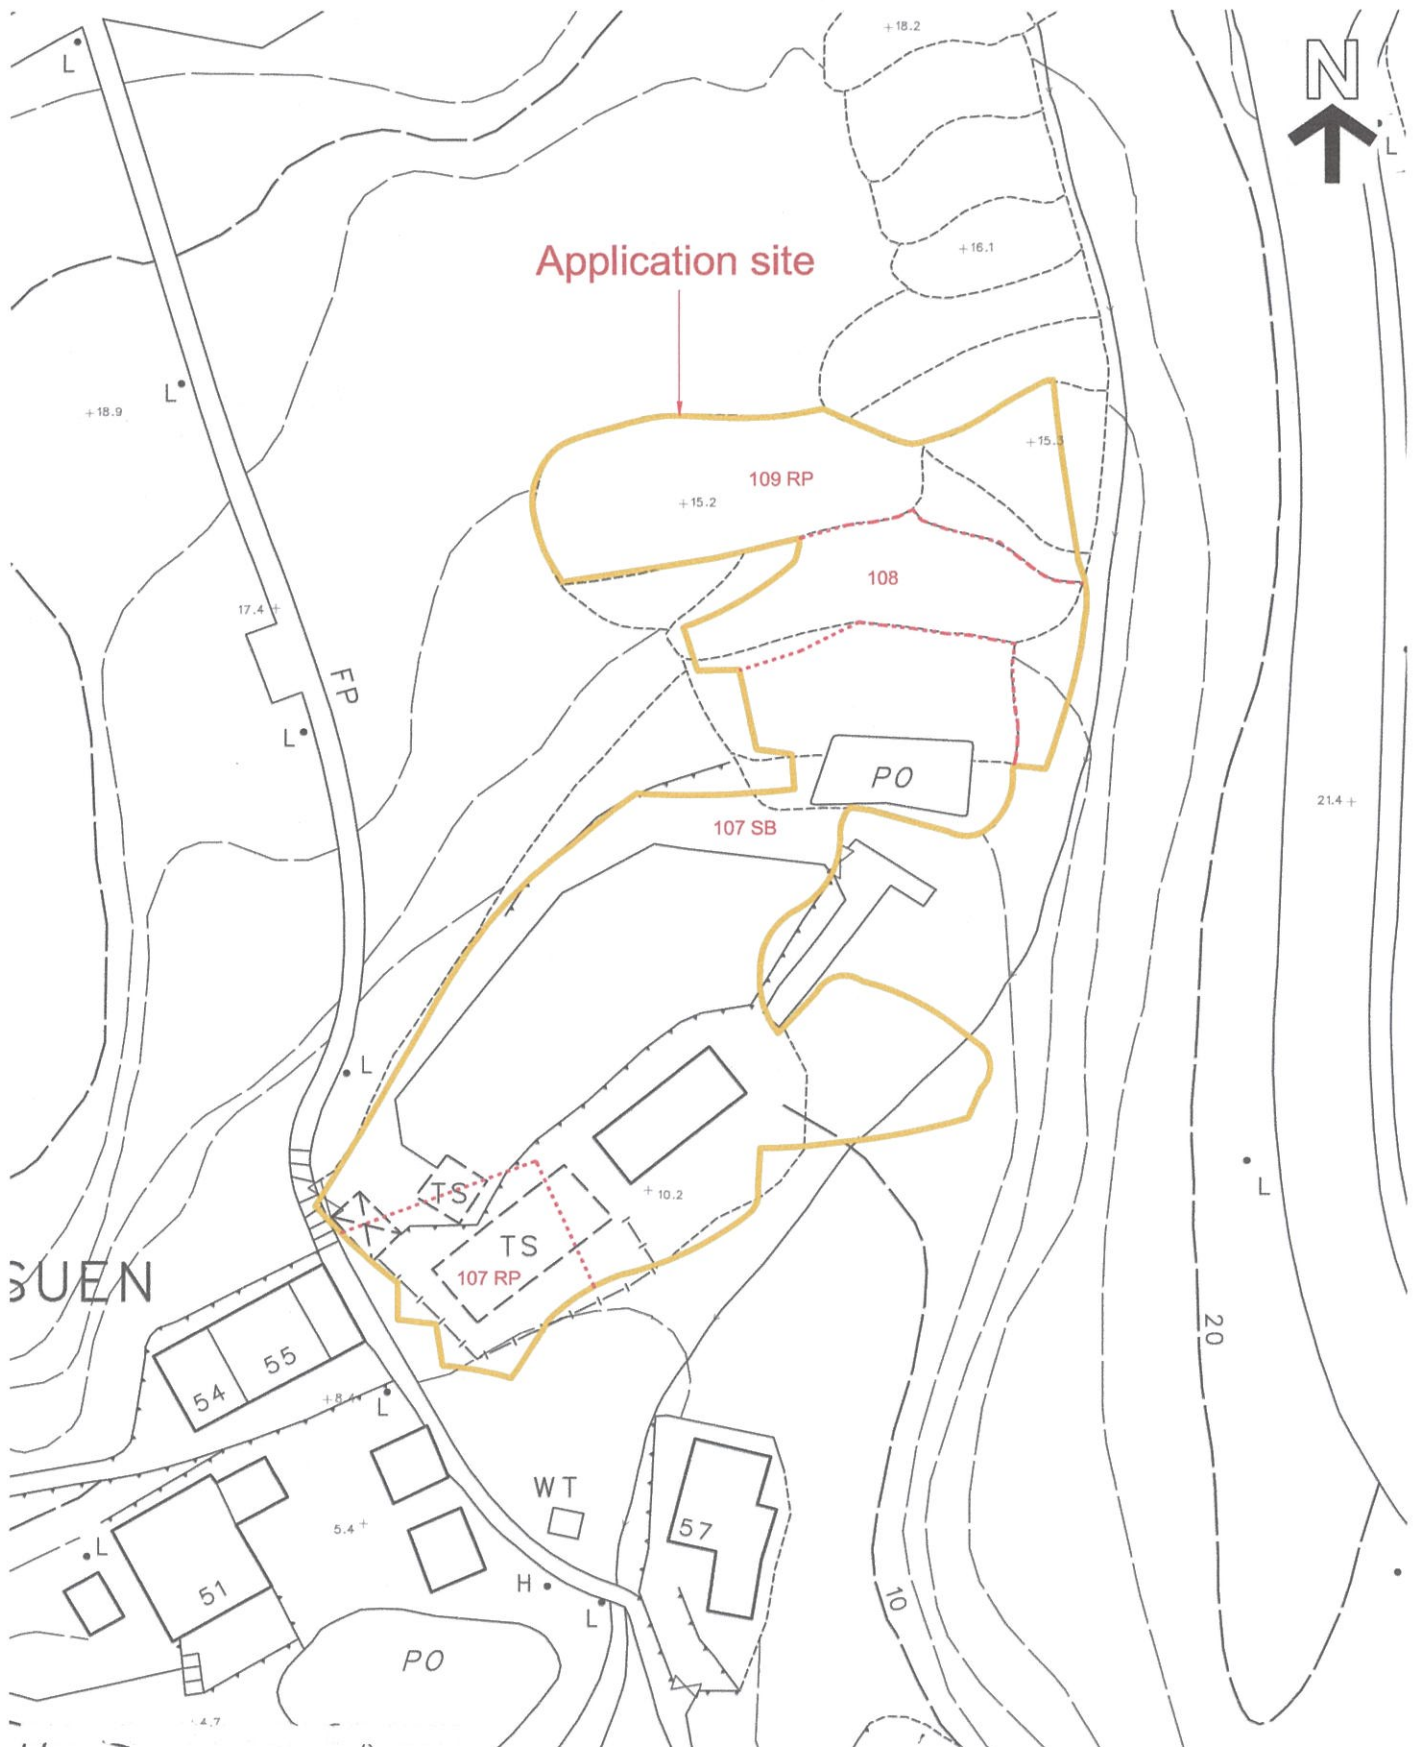 +18.2
L
N
L
+16.1
Application site
L
+18.9
+15.3
109 RP
+15.2
108
17.4+
FP
L
PO
21.4+
107 SB
L
TS
+10.2
L
TS
107 RP
SUEN
20
55
54
+8.4
L
WT
57
5.4+
L
51
H
L
10
PO
4.7